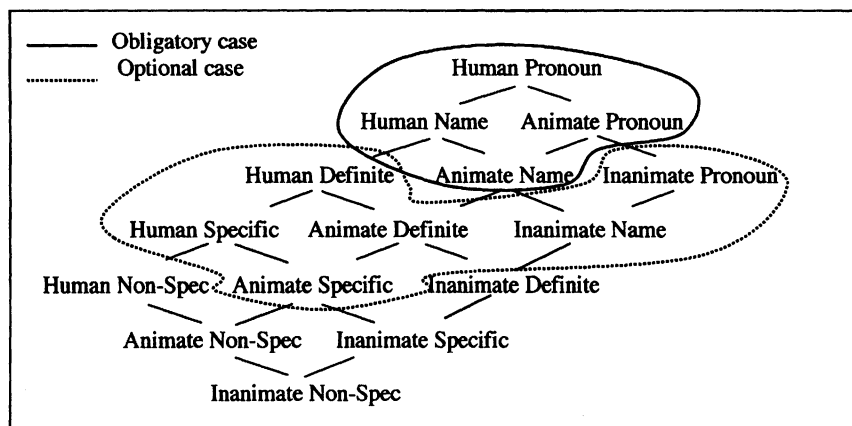 Obligatory case
Optional case
Human Pronoun
Human Name Animate Pronoun
Human Definite Animate Name Inanimate Pronoun
Human Specific Animate Definite Inanimate Name
Human Non-Spec Animate Specific Inanimate Definite
Animate Non-Spec Inanimate Specific
Inanimate Non-Spec